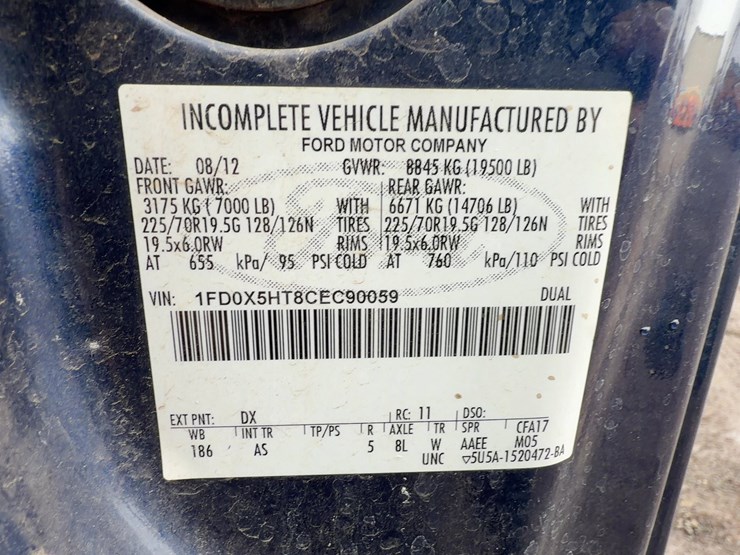 INCOMPLETE VEHICLE MANUFACTURED BY
FORD MOTOR COMPANY
DATE: 08/12 GVWR: 8845 KG (19500 LB)
FRONT GAWR: REAR GAWR:
3175 KG ( 7000 LB) WITH 6671 KG (14706 LB) WITH
225/70R19.5G 128/126N TIRES 225/70R19.5G 128/126N TIRES
19.5x6.0RW RIMS 19.5x6.0RW RIMS
AT 655 kPa/ 95 PSI COLD AT 760 kPa/110 PSI COLD
VIN: 1FD0X5HT8CEC90059 DUAL
EXT PNT: DX RC: 11 DSO:
WB INT TR TP/PS R AXLE TR SPR CFA17
186 AS 5 8L W AAEE M05
UNC ▽5U5A-1520472-BA